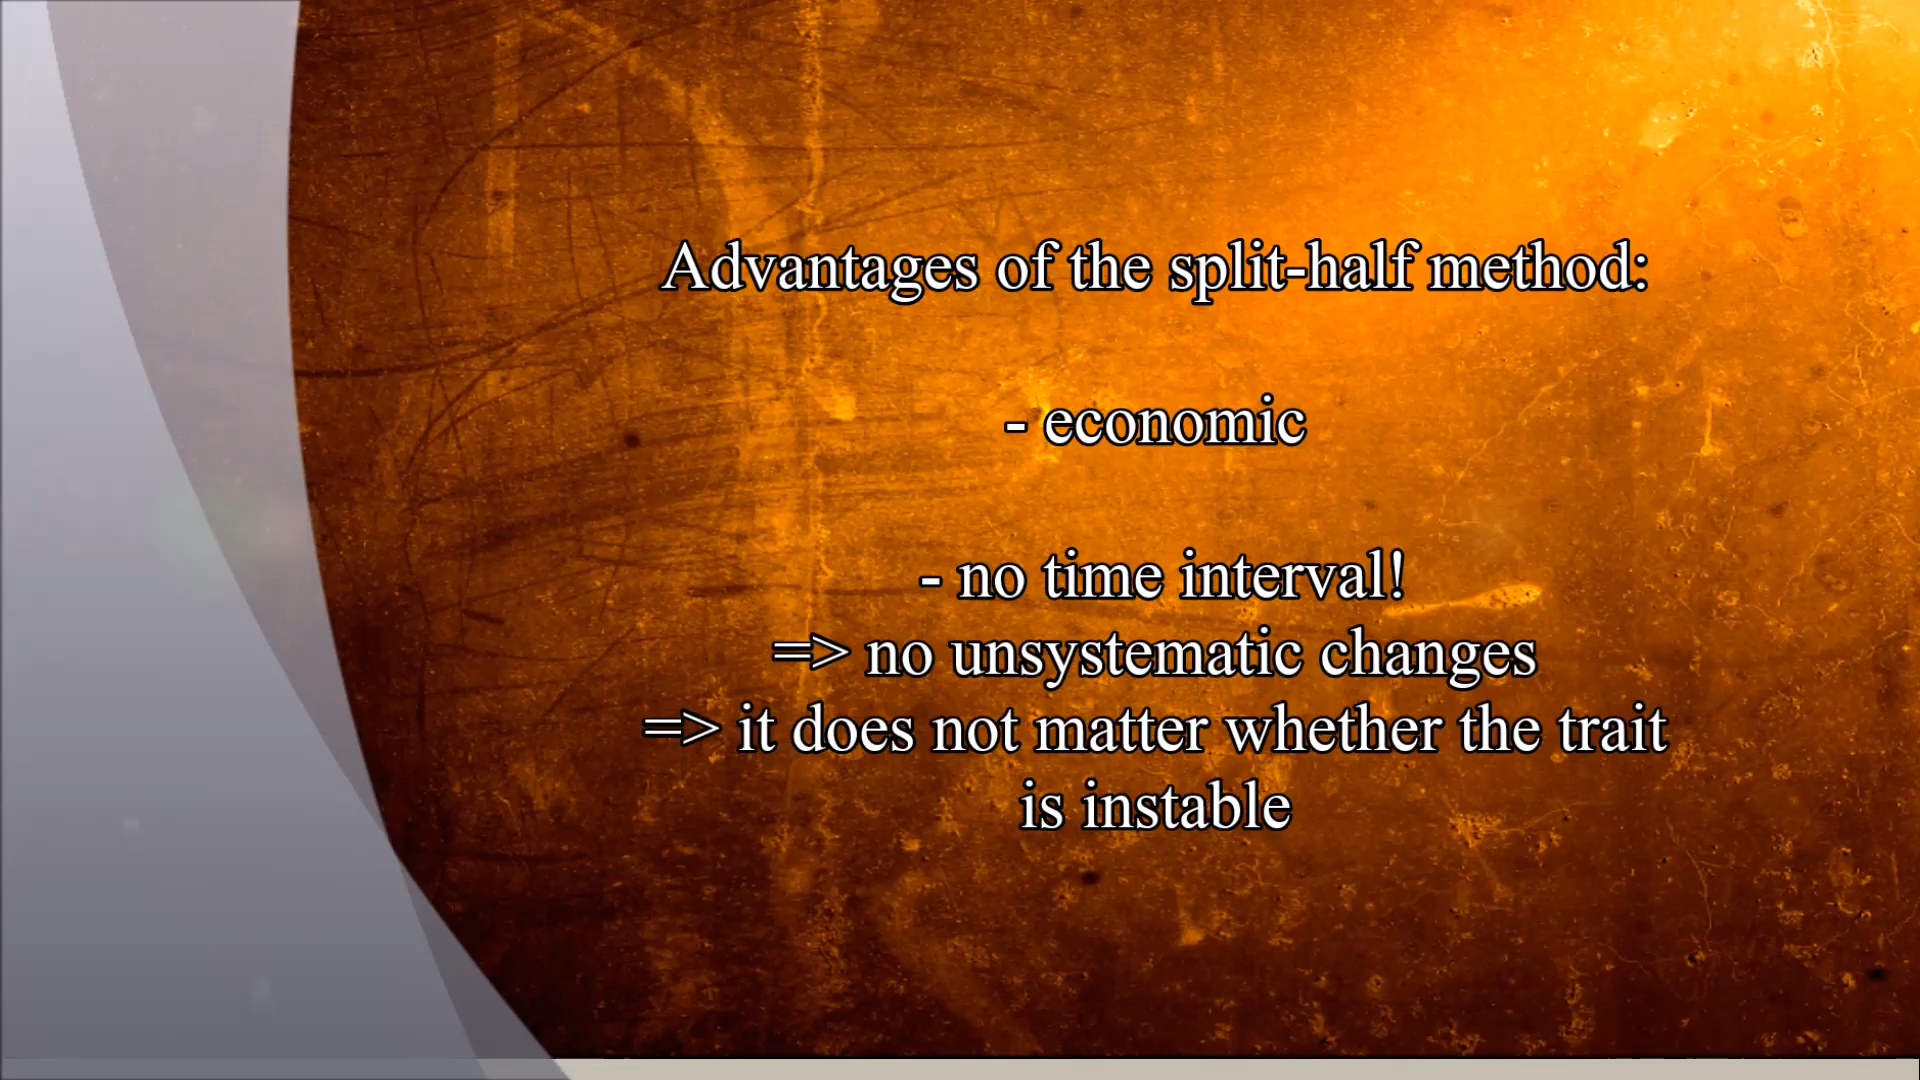 Advantages of the split-half method:
- economic
- no time interval!
=> no unsystematic changes
=> it does not matter whether the trait
is instable